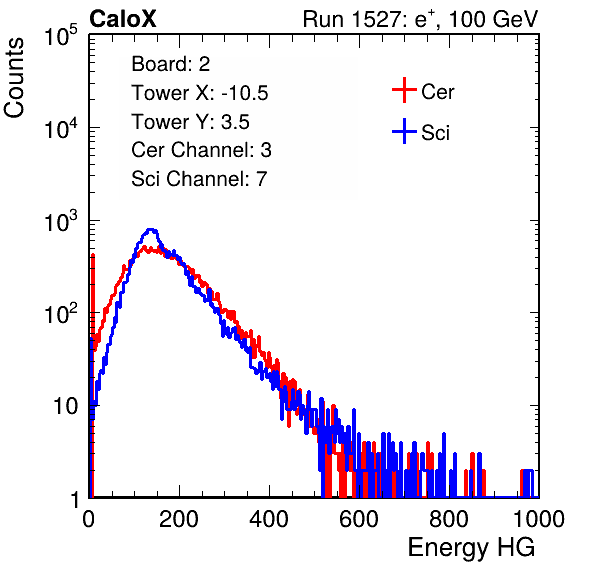 CaloX
Run 1527: e⁺, 100 GeV
Counts
10⁵
10⁴
10³
10²
10
1
Board: 2
Tower X: -10.5
Tower Y: 3.5
Cer Channel: 3
Sci Channel: 7
Cer
Sci
0
200
400
600
800
1000
Energy HG